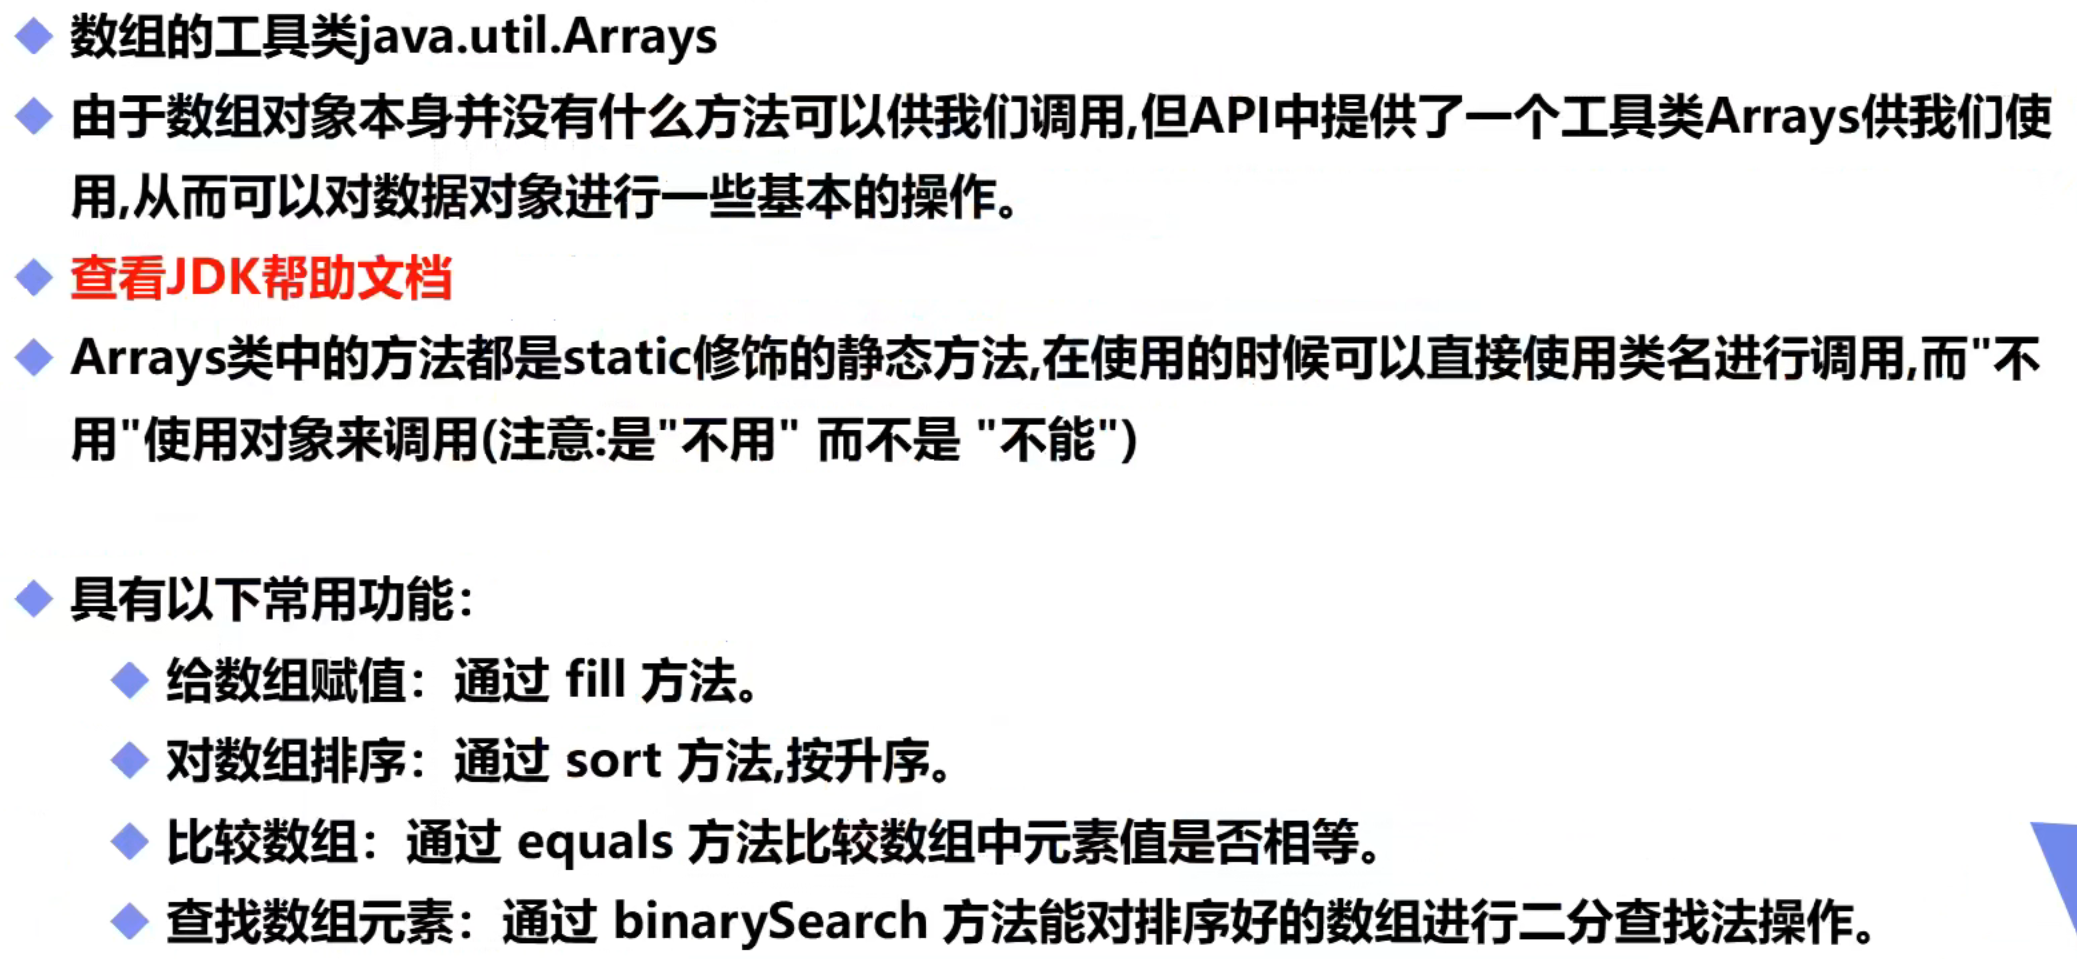 数组的工具类java.util.Arrays
由于数组对象本身并没有什么方法可以供我们调用,但API中提供了一个工具类Arrays供我们使
用,从而可以对数据对象进行一些基本的操作。
查看JDK帮助文档
Arrays类中的方法都是static修饰的静态方法,在使用的时候可以直接使用类名进行调用,而"不
用"使用对象来调用(注意:是"不用" 而不是 "不能")
具有以下常用功能：
给数组赋值：通过 fill 方法。
对数组排序：通过 sort 方法,按升序。
比较数组：通过 equals 方法比较数组中元素值是否相等。
查找数组元素：通过 binarySearch 方法能对排序好的数组进行二分查找法操作。